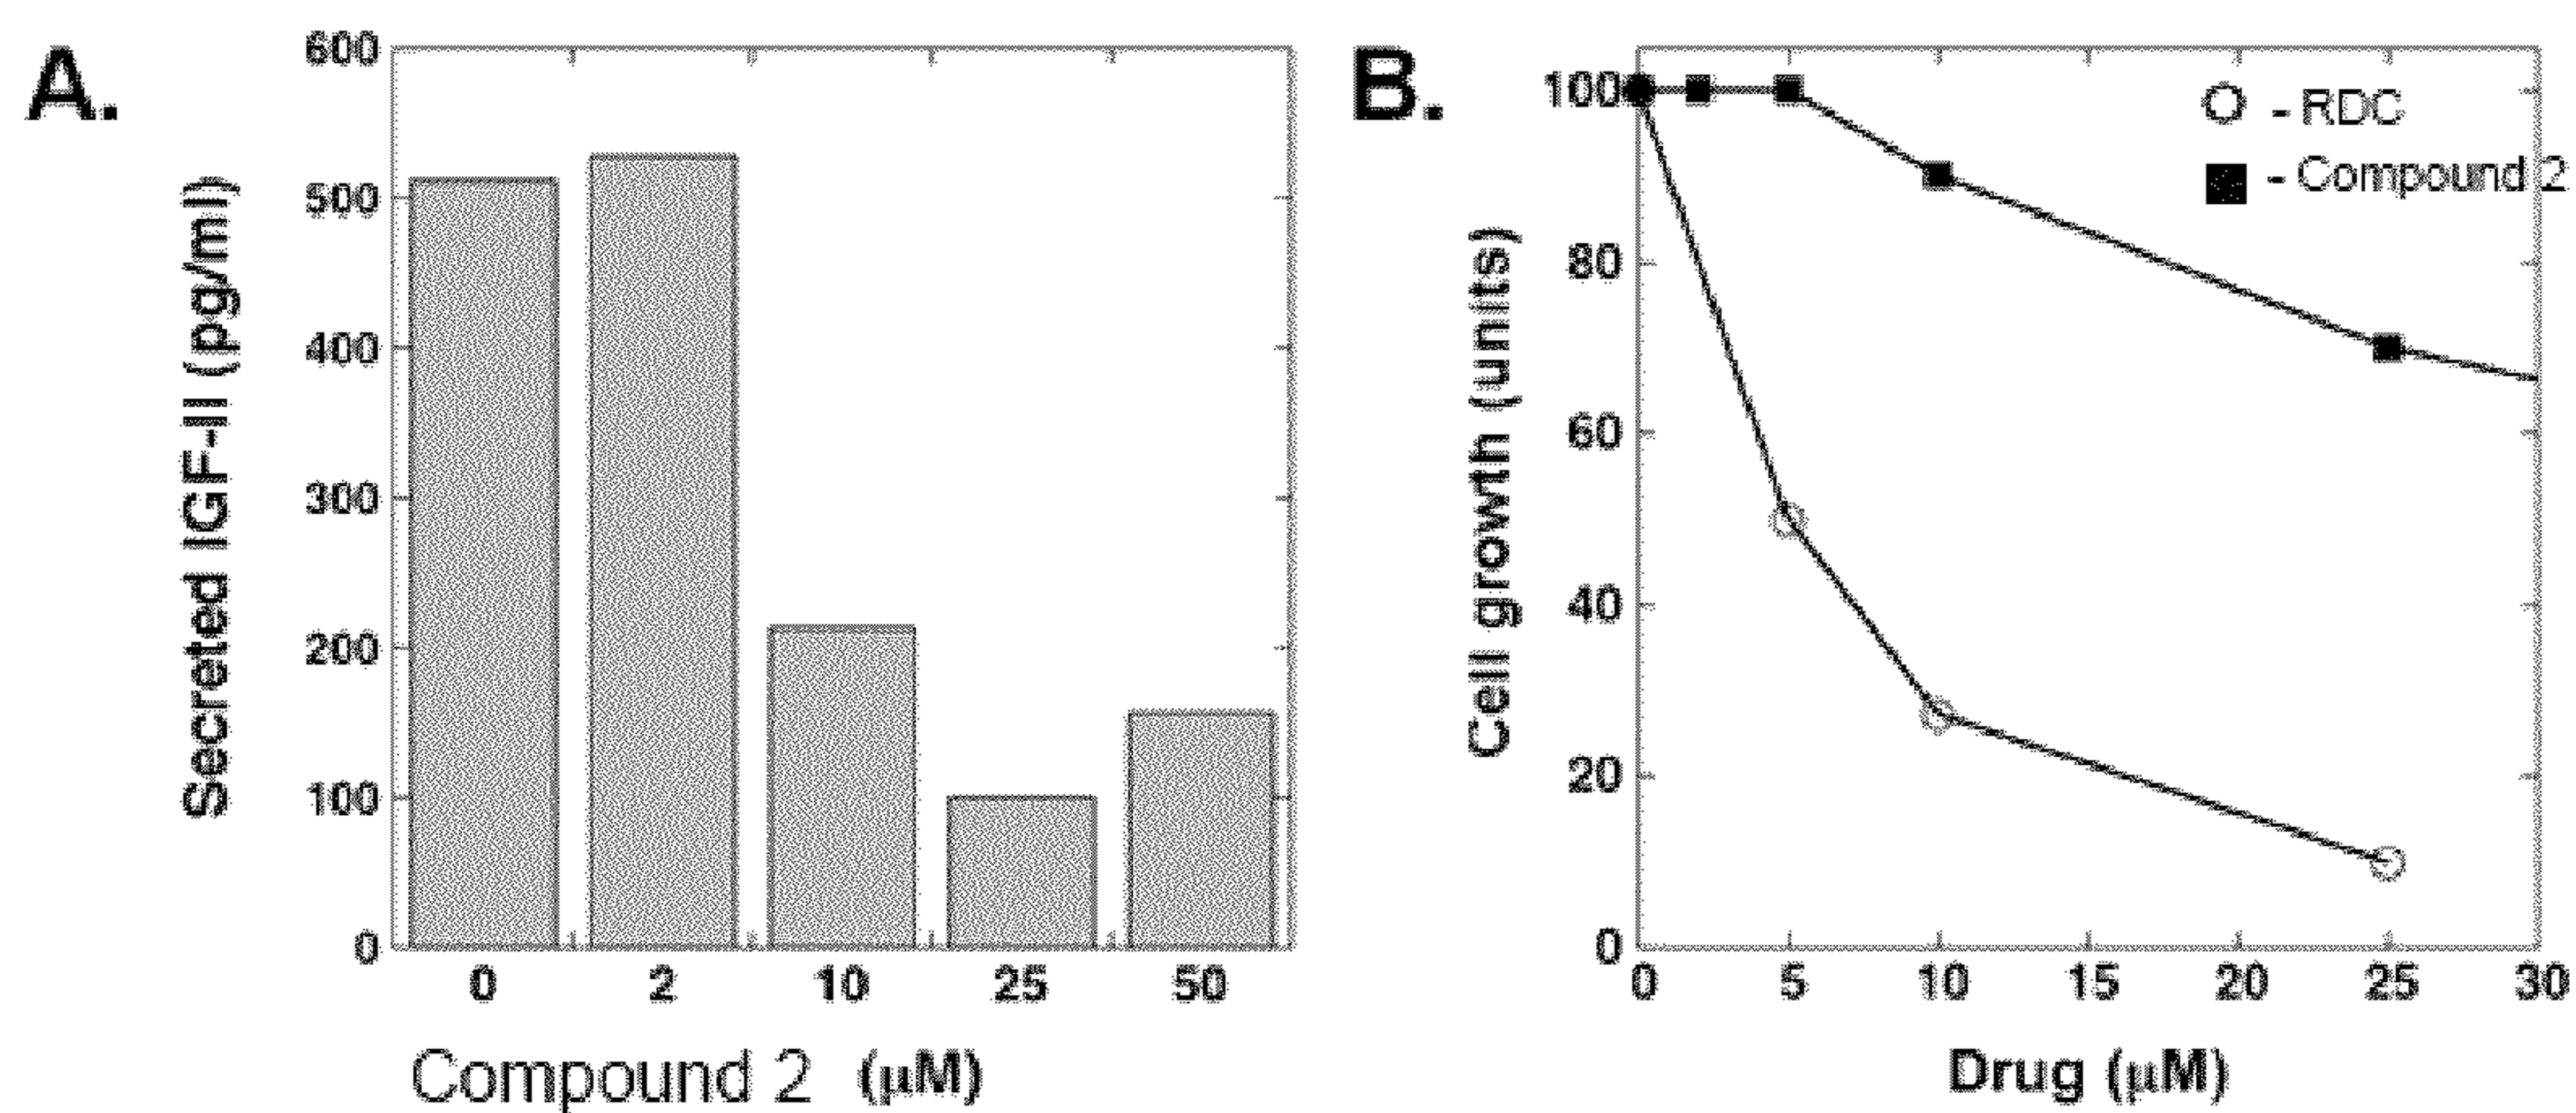 A.
Secreted IGF-II (pg/ml)
600
500
400
300
200
100
0
0 2 10 25 50
Compound 2 (μM)
B.
Cell growth (units)
100
80
60
40
20
0
0 5 10 15 20 25 30
Drug (μM)
- RDC
- Compound 2